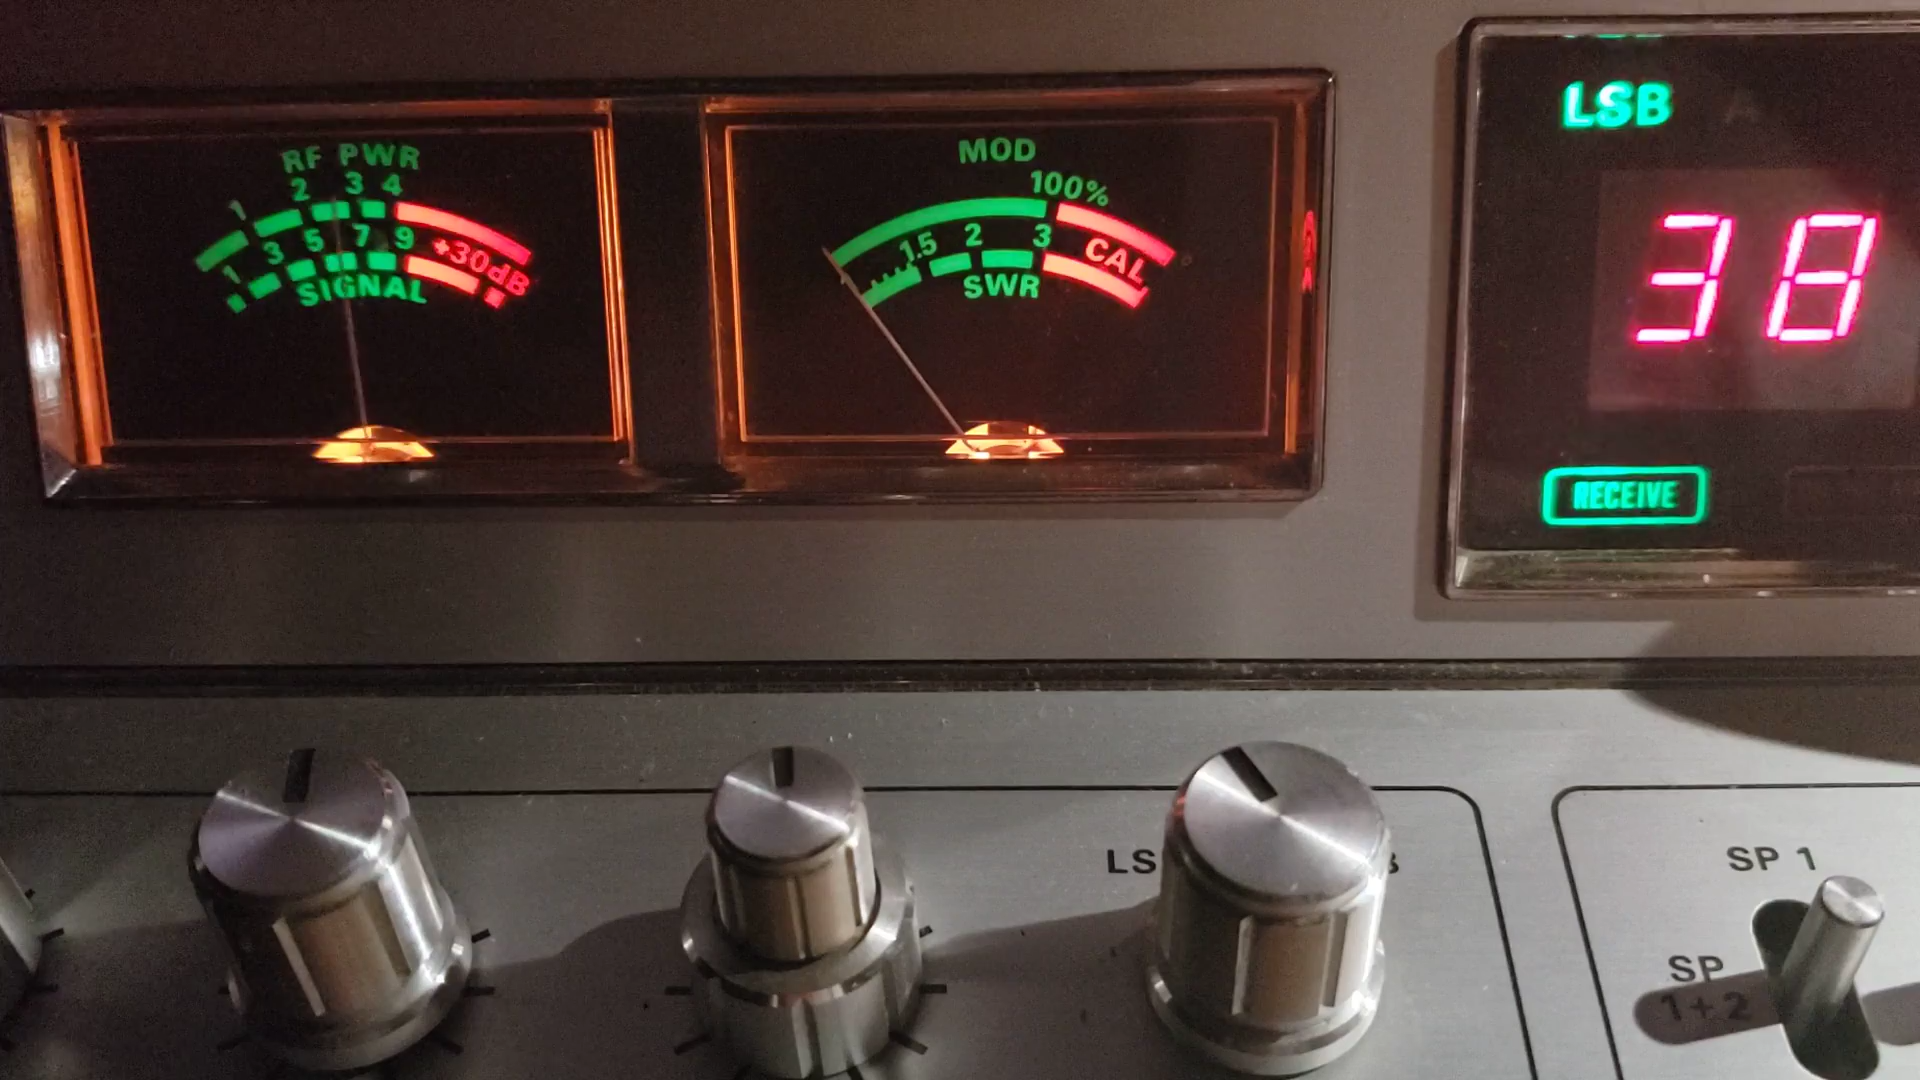 RF PWR
1 2 3 4
1 3 5 7 9 +30dB
SIGNAL
MOD
100%
1.5 2 3 CAL
SWR
LSB
38
RECEIVE
LS
SP 1
SP
1+2